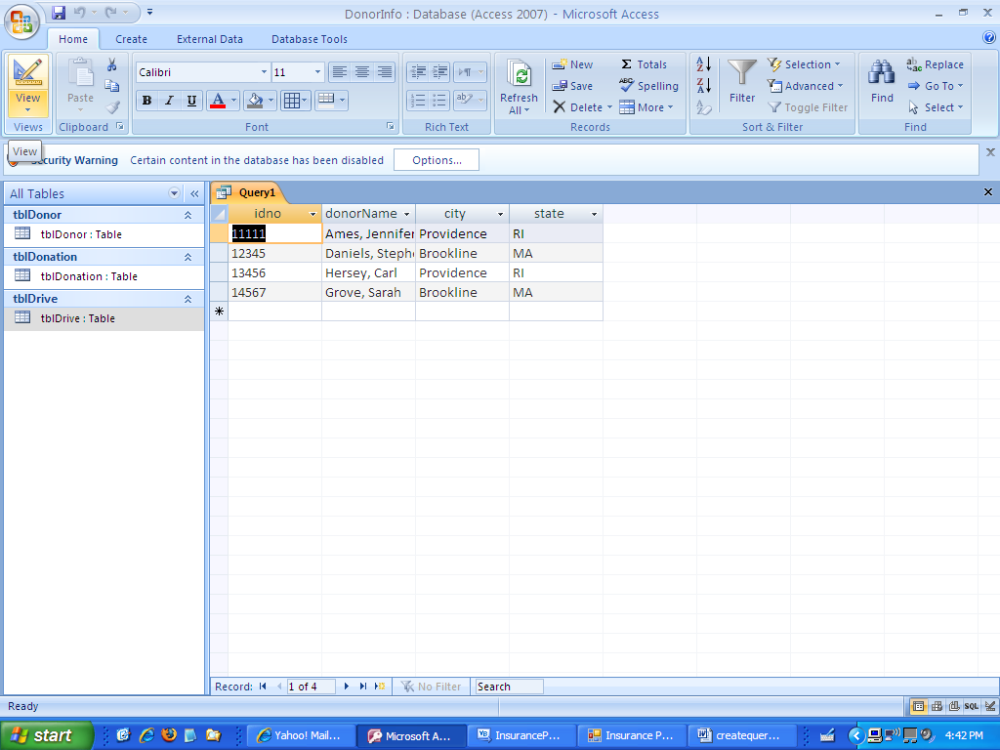 DonorInfo : Database (Access 2007) - Microsoft Access
Home Create External Data Database Tools
View Paste Calibri 11 Refresh All New Save Delete Totals Spelling More Filter Selection Advanced Toggle Filter Find Replace Go To Select
B I U A
Views Clipboard Font Rich Text Records Sort & Filter Find
View
ecurity Warning Certain content in the database has been disabled Options...
All Tables
tblDonor
tblDonor : Table
tblDonation
tblDonation : Table
tblDrive
tblDrive : Table
Query1
idno donorName city state
11111 Ames, Jennifer Providence RI
12345 Daniels, Steph Brookline MA
13456 Hersey, Carl Providence RI
14567 Grove, Sarah Brookline MA
Record: 1 of 4 No Filter Search
Ready SQL
start Yahoo! Mail... Microsoft A... InsuranceP... Insurance P... createquer... 4:42 PM